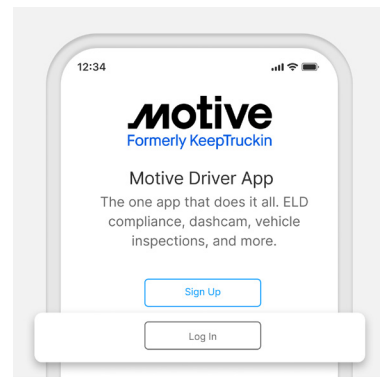 12:34
Motive
Formerly KeepTruckin
Motive Driver App
The one app that does it all. ELD
compliance, dashcam, vehicle
inspections, and more.
Sign Up
Log In